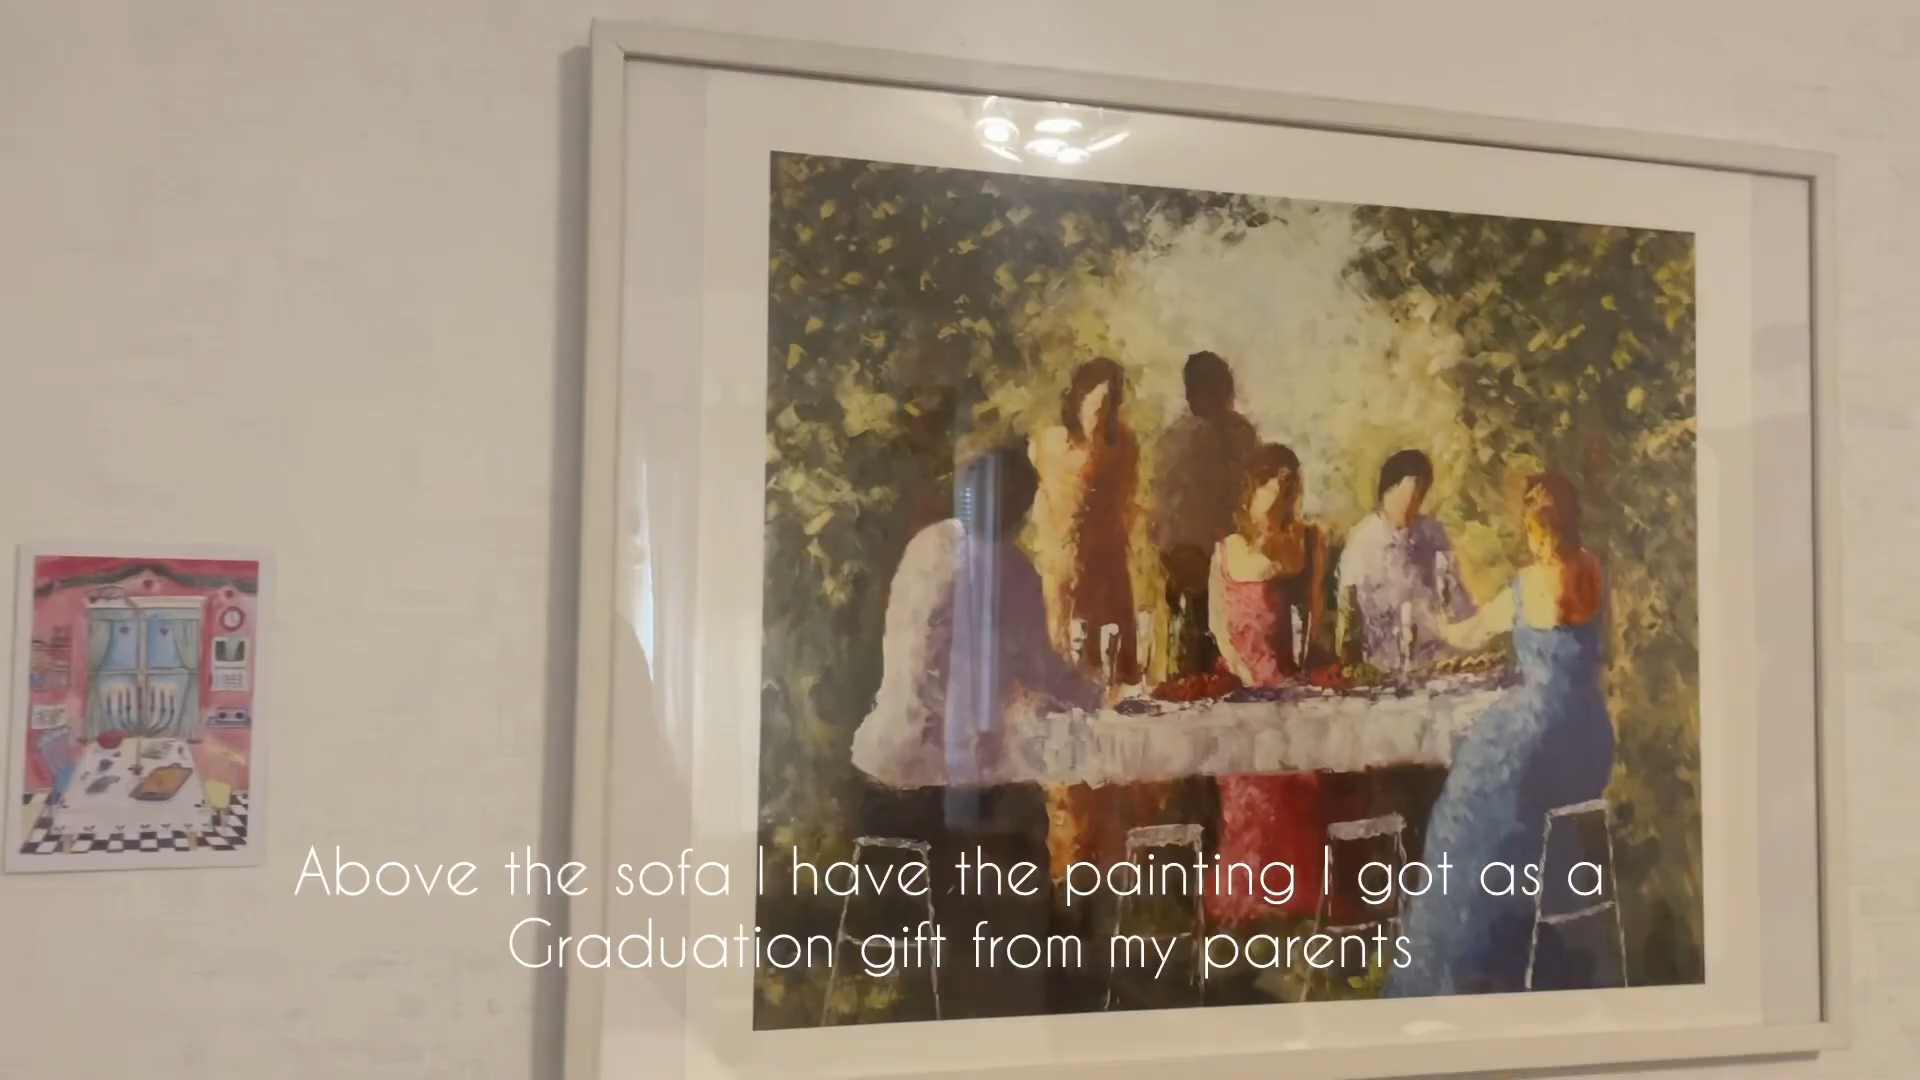 Above the sofa I have the painting I got as a
Graduation gift from my parents